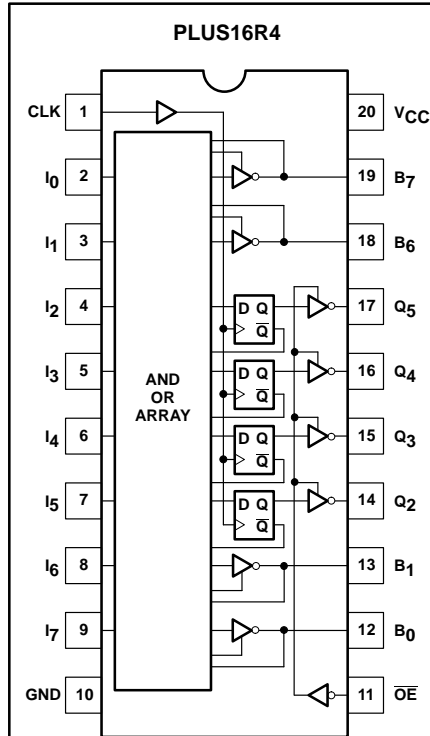 PLUS16R4
CLK 1 20 VCC
I0 2 19 B7
I1 3 18 B6
I2 4 D Q Q̅ 17 Q5
I3 5 D Q Q̅ 16 Q4
AND
OR
ARRAY
I4 6 D Q Q̅ 15 Q3
I5 7 D Q Q̅ 14 Q2
I6 8 13 B1
I7 9 12 B0
GND 10 11 O̅E̅